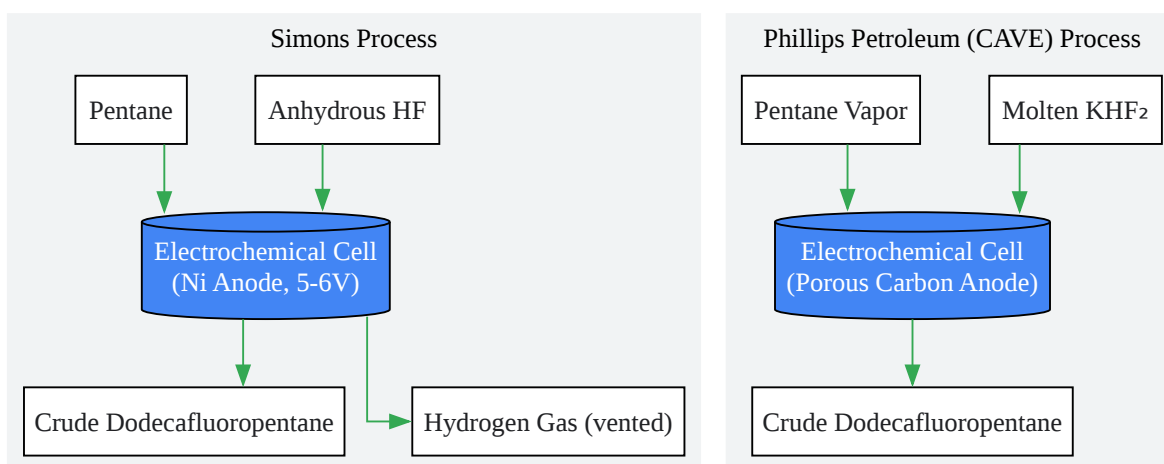 Simons Process
Pentane
Anhydrous HF
Electrochemical Cell
(Ni Anode, 5-6V)
Crude Dodecafluoropentane
Hydrogen Gas (vented)
Phillips Petroleum (CAVE) Process
Pentane Vapor
Molten KHF₂
Electrochemical Cell
(Porous Carbon Anode)
Crude Dodecafluoropentane